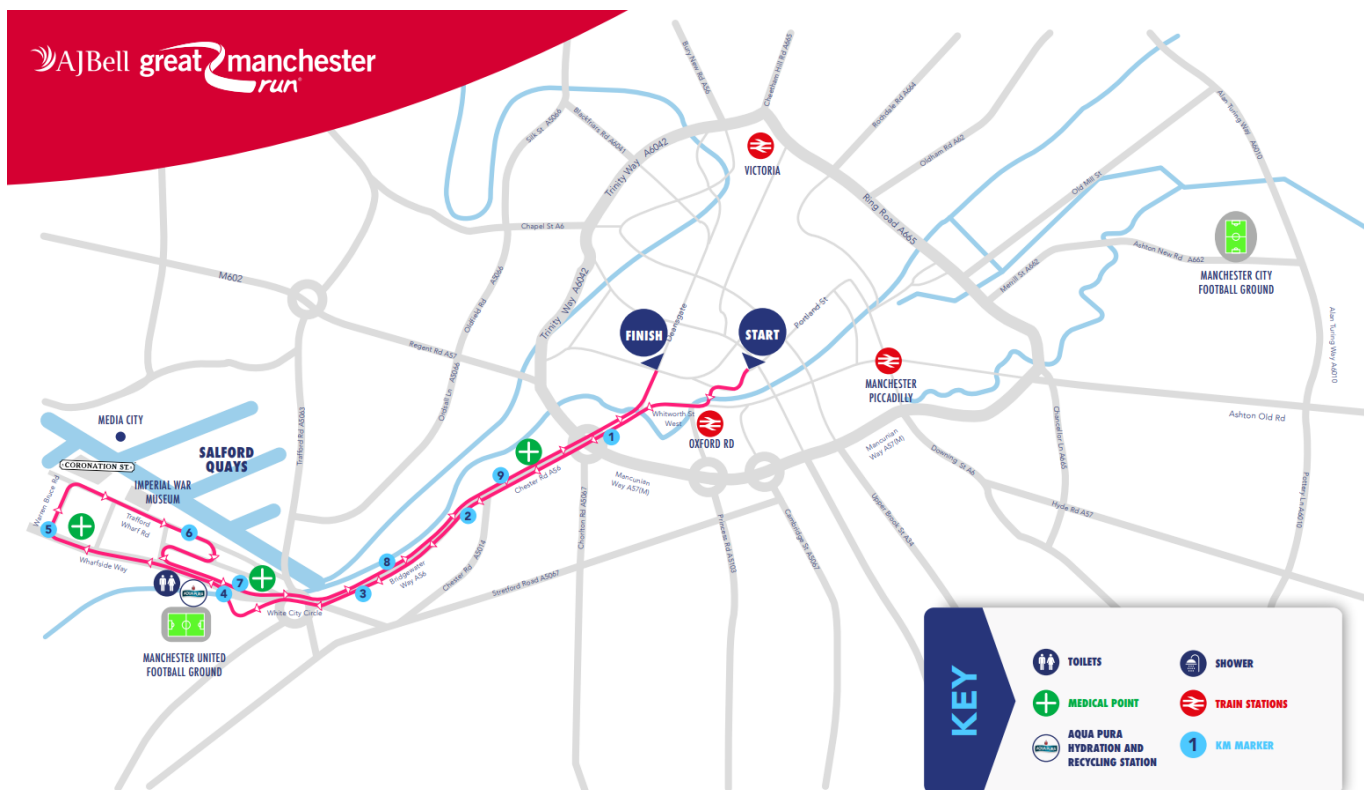 AJBell great manchester
run
Bury New Rd A56
Cheetham Hill Rd A665
Rochdale Rd A664
Oldham Rd A62
Alan Turing Way A6010
Silk St A5066
Blackfriars Rd A6041
Trinity Way A6042
VICTORIA
Old Mill St
Ring Road A665
Chapel St A6
Ashton New Rd A662
Merrill St A662
MANCHESTER CITY
FOOTBALL GROUND
M602
Oldfield Rd A5066
Trinity Way A6042
Deansgate
Portland St
FINISH
START
Alan Turing Way A6010
Regent Rd A57
MANCHESTER
PICCADILLY
Oldfall Ln A5066
Ashton Old Rd
Whitworth St
West
OXFORD RD
MEDIA CITY
Trafford Rd A5063
SALFORD
QUAYS
CORONATION ST.
1
Chancellor Ln A665
Mancunian
Way A57(M)
Downing St A6
IMPERIAL WAR
MUSEUM
9
Chester Rd A56
Mancunian
Way A57(M)
Warren Bruce Rd
Pottery Ln A6010
Hyde Rd A57
Trafford
Wharf Rd
2
Chorlton Rd A5067
Upper Brook St A34
5
6
Princess Rd A5103
Cambridge St A5067
Wharfside Way
8
Bridgewater
Way A56
Chester Rd A5014
Stretford Road A5067
7
4
3
AQUA PURA
White City Circle
MANCHESTER UNITED
FOOTBALL GROUND
KEY
TOILETS
SHOWER
MEDICAL POINT
TRAIN STATIONS
AQUA PURA
HYDRATION AND
RECYCLING STATION
AQUA PURA
1
KM MARKER